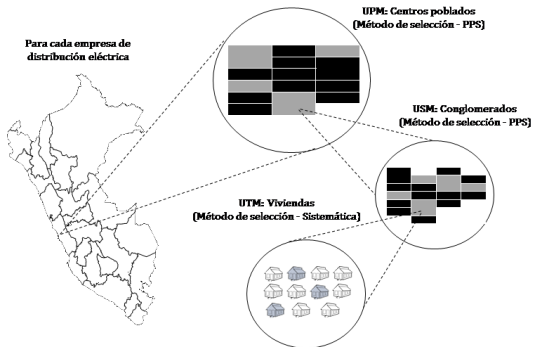 UPM: Centros poblados
(Método de selección - PPS)
Para cada empresa de
distribución eléctrica
USM: Conglomerados
(Método de selección - PPS)
UTM: Viviendas
(Método de selección - Sistemática)